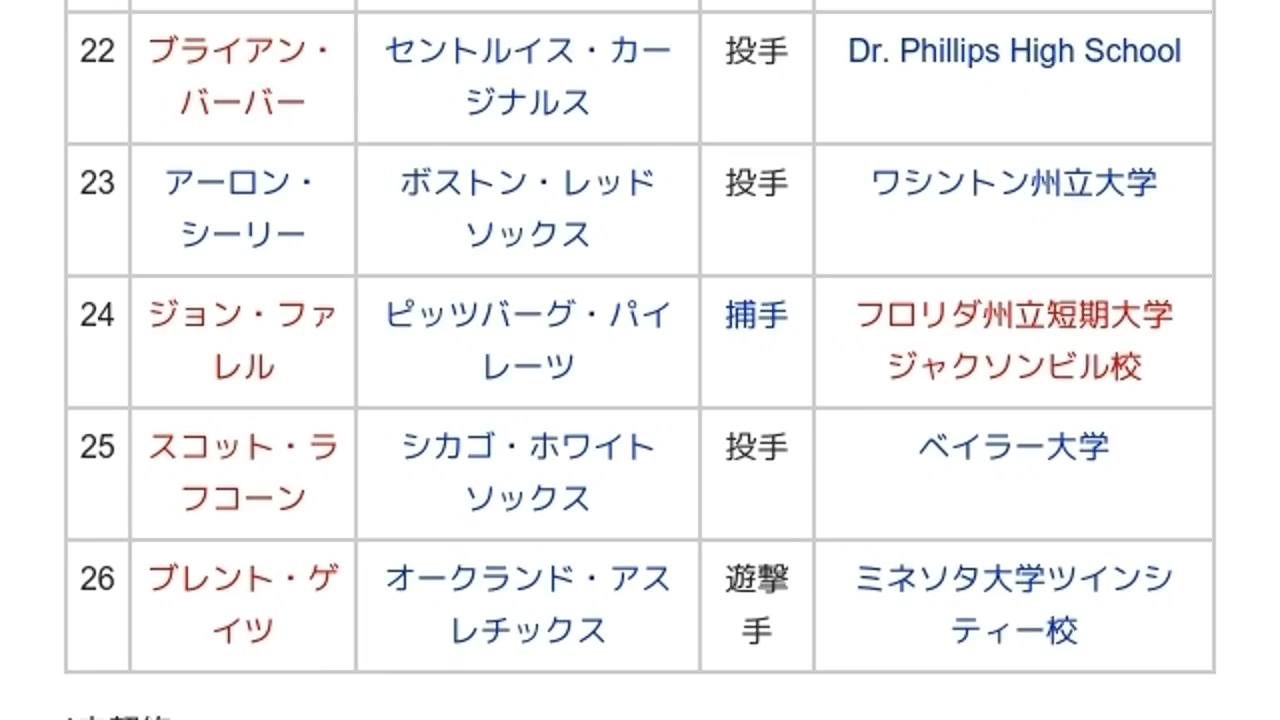 22 ブライアン・ セントルイス・カー 投手 Dr. Phillips High School
バーバー ジナルス
23 アーロン・ ボストン・レッド 投手 ワシントン州立大学
シーリー ソックス
24 ジョン・ファ ピッツバーグ・パイ 捕手 フロリダ州立短期大学
レル レーツ ジャクソンビル校
25 スコット・ラ シカゴ・ホワイト 投手 ベイラー大学
フコーン ソックス
26 ブレント・ゲ オークランド・アス 遊撃 ミネソタ大学ツインシ
イツ レチックス 手 ティー校